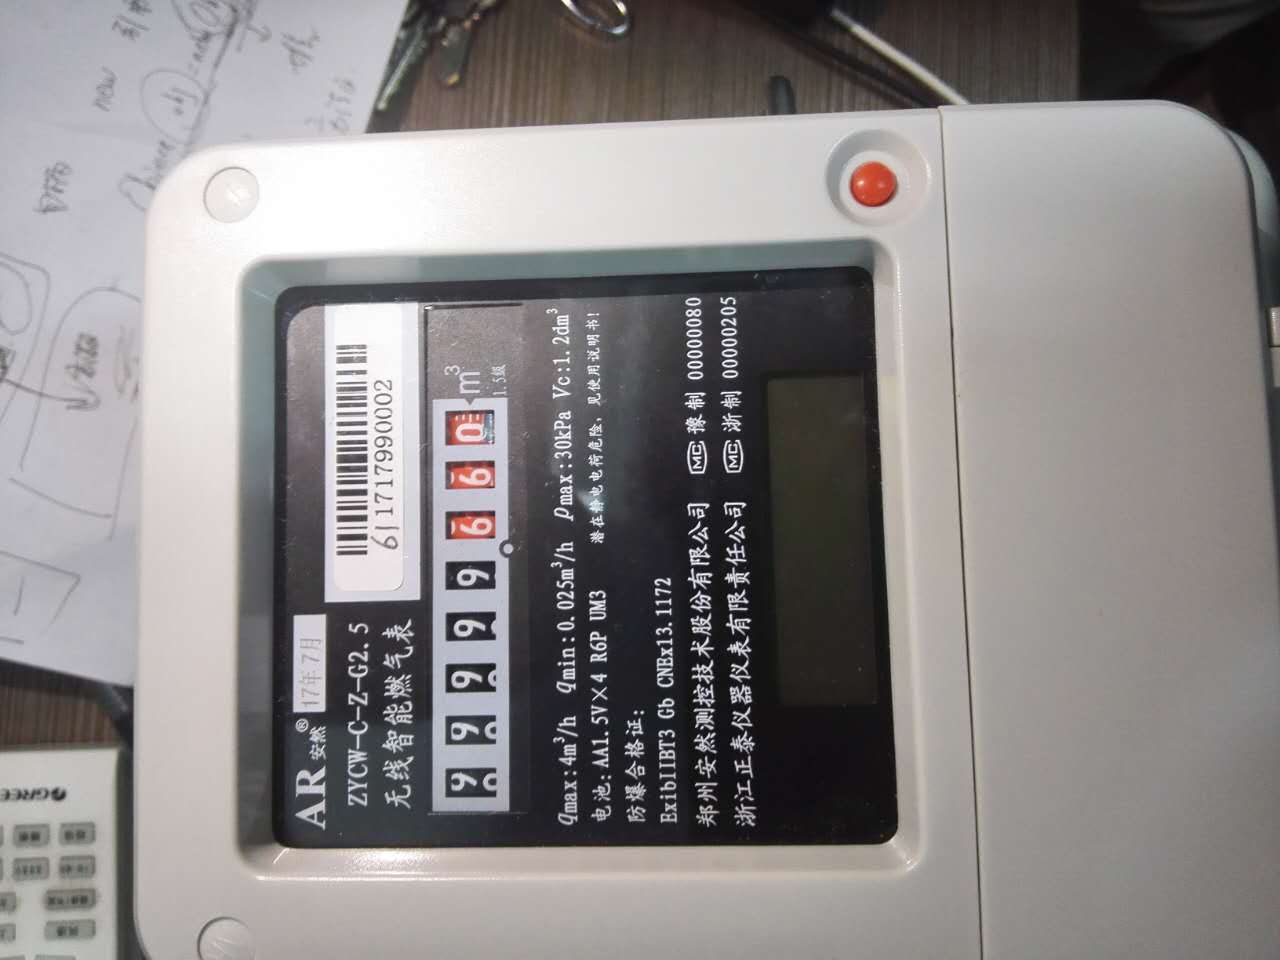 GREE
new
=new
AR 安然® 17年7月
ZYCW-C-Z-G2.5
无线智能燃气表
61 1717990002
9 9 9 9 9 6 6 0 m³
1.5级
qmax:4m³/h qmin:0.025m³/h pmax:30kPa Vc:1.2dm³
电池:AA1.5V×4 R6P UM3 潜在静电电荷危险，见使用说明书!
防爆合格证:
ExibIIBT3 Gb CNEx13.1172
郑州安然测控技术股份有限公司 MC 豫制 00000080
浙江正泰仪器仪表有限责任公司 MC 浙制 00000205